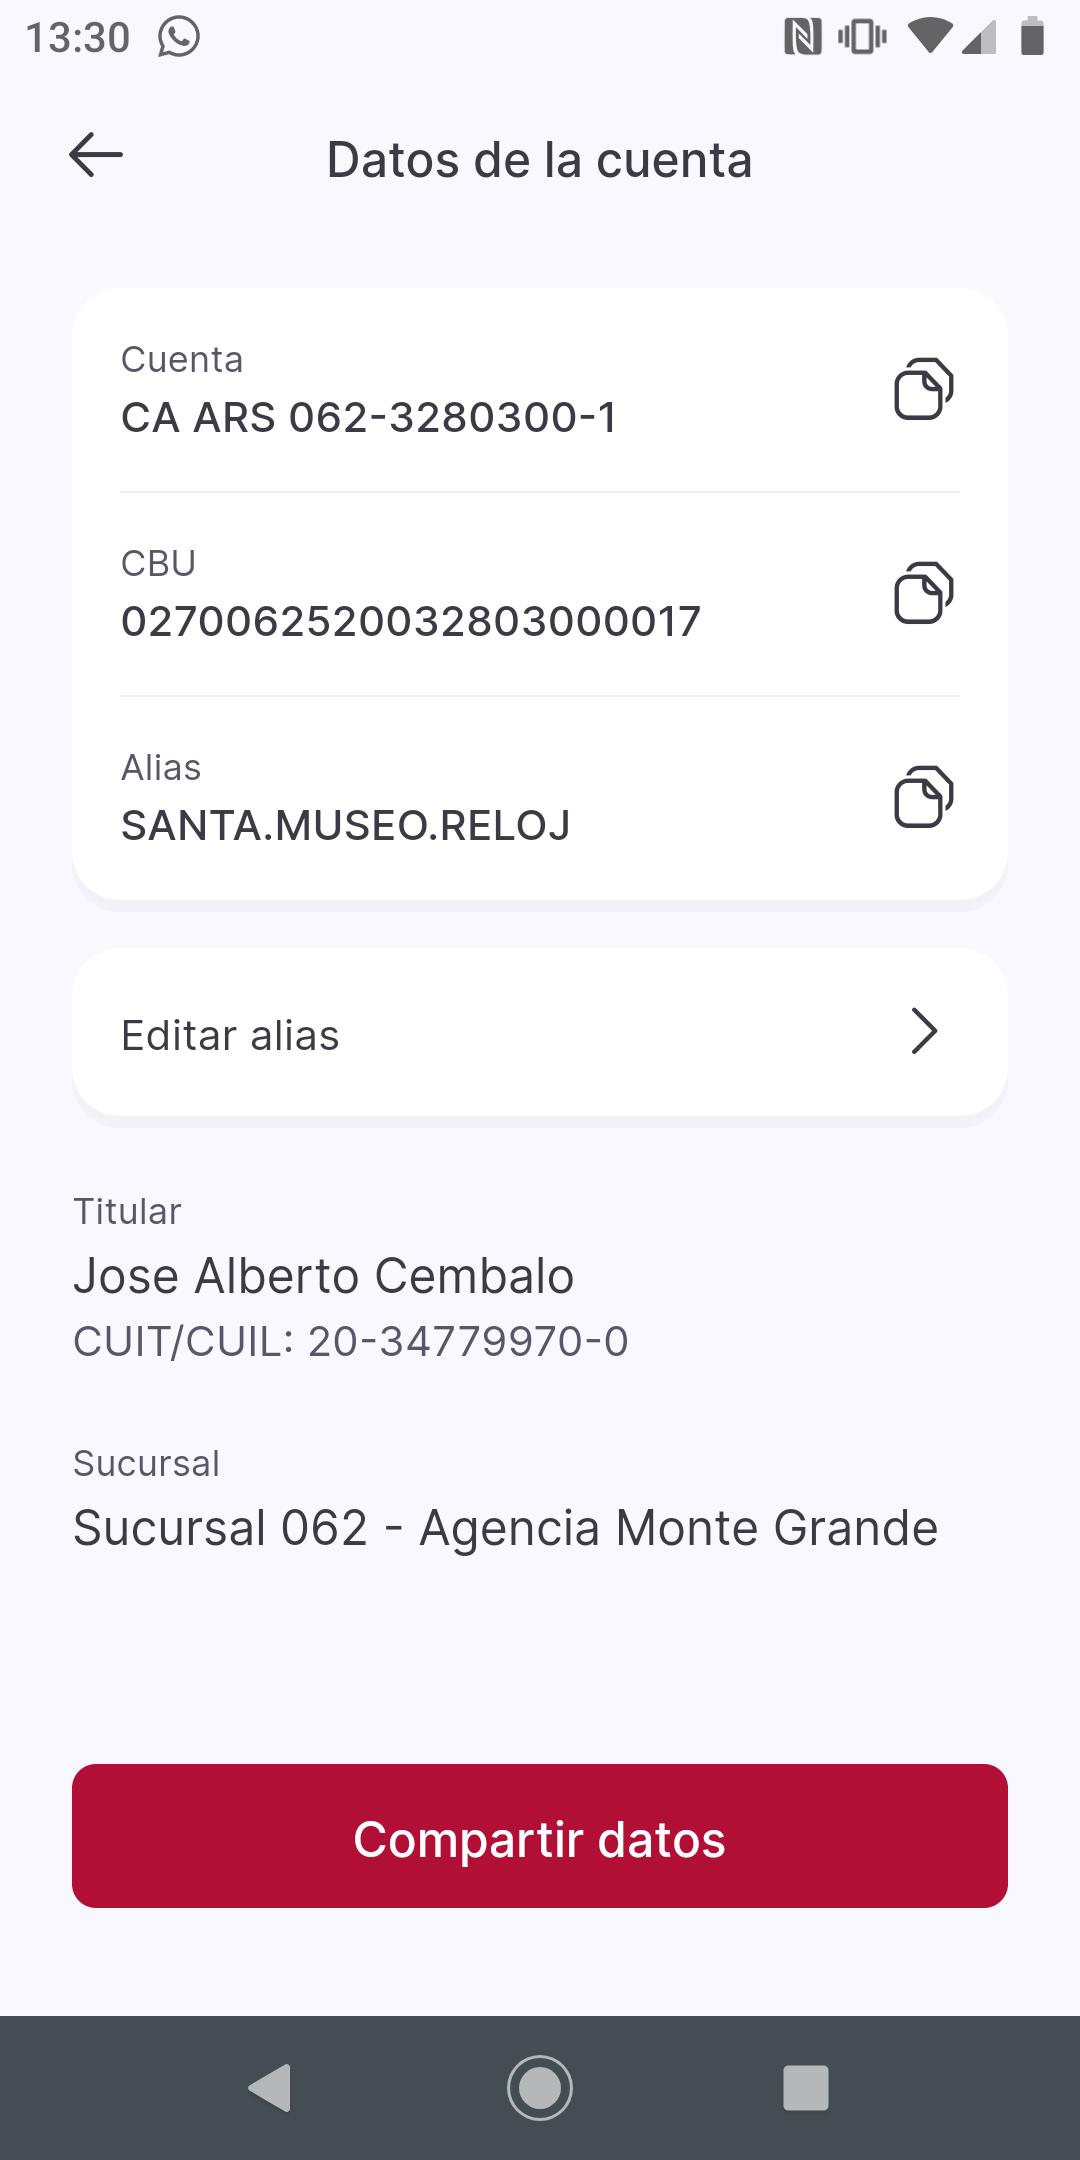 13:30
Datos de la cuenta
Cuenta
CA ARS 062-3280300-1
CBU
0270062520032803000017
Alias
SANTA.MUSEO.RELOJ
Editar alias
Titular
Jose Alberto Cembalo
CUIT/CUIL: 20-34779970-0
Sucursal
Sucursal 062 - Agencia Monte Grande
Compartir datos